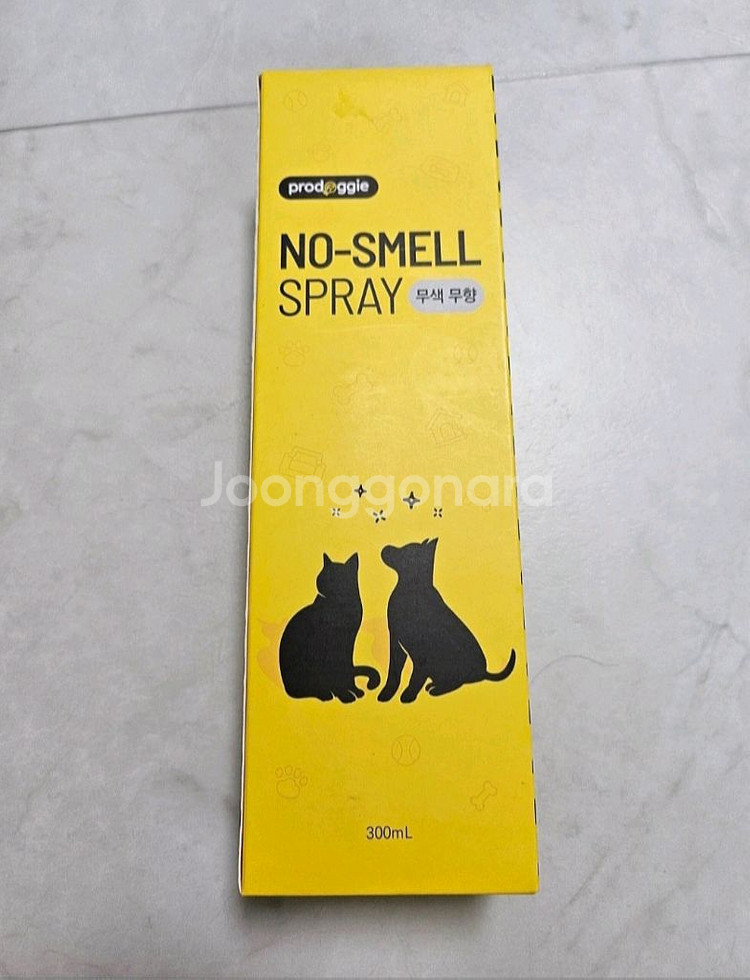 prodoggie
NO-SMELL
SPRAY 무색 무향
Joonggonara
300mL